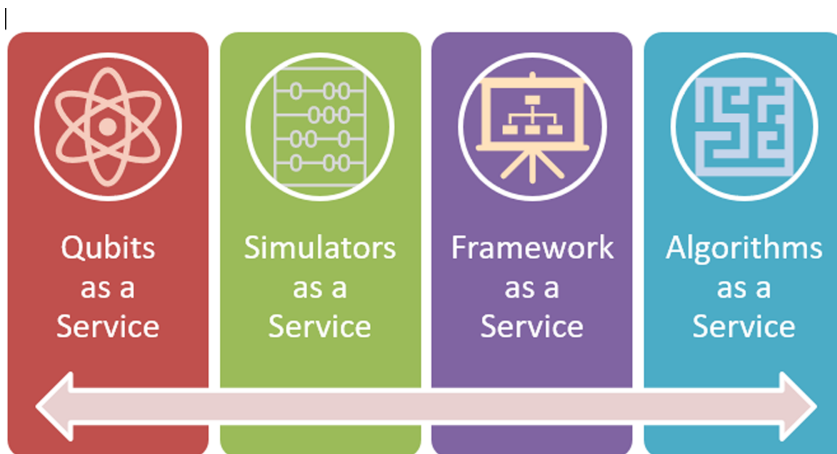 Qubits
as a
Service
Simulators
as a
Service
Framework
as a
Service
Algorithms
as a
Service